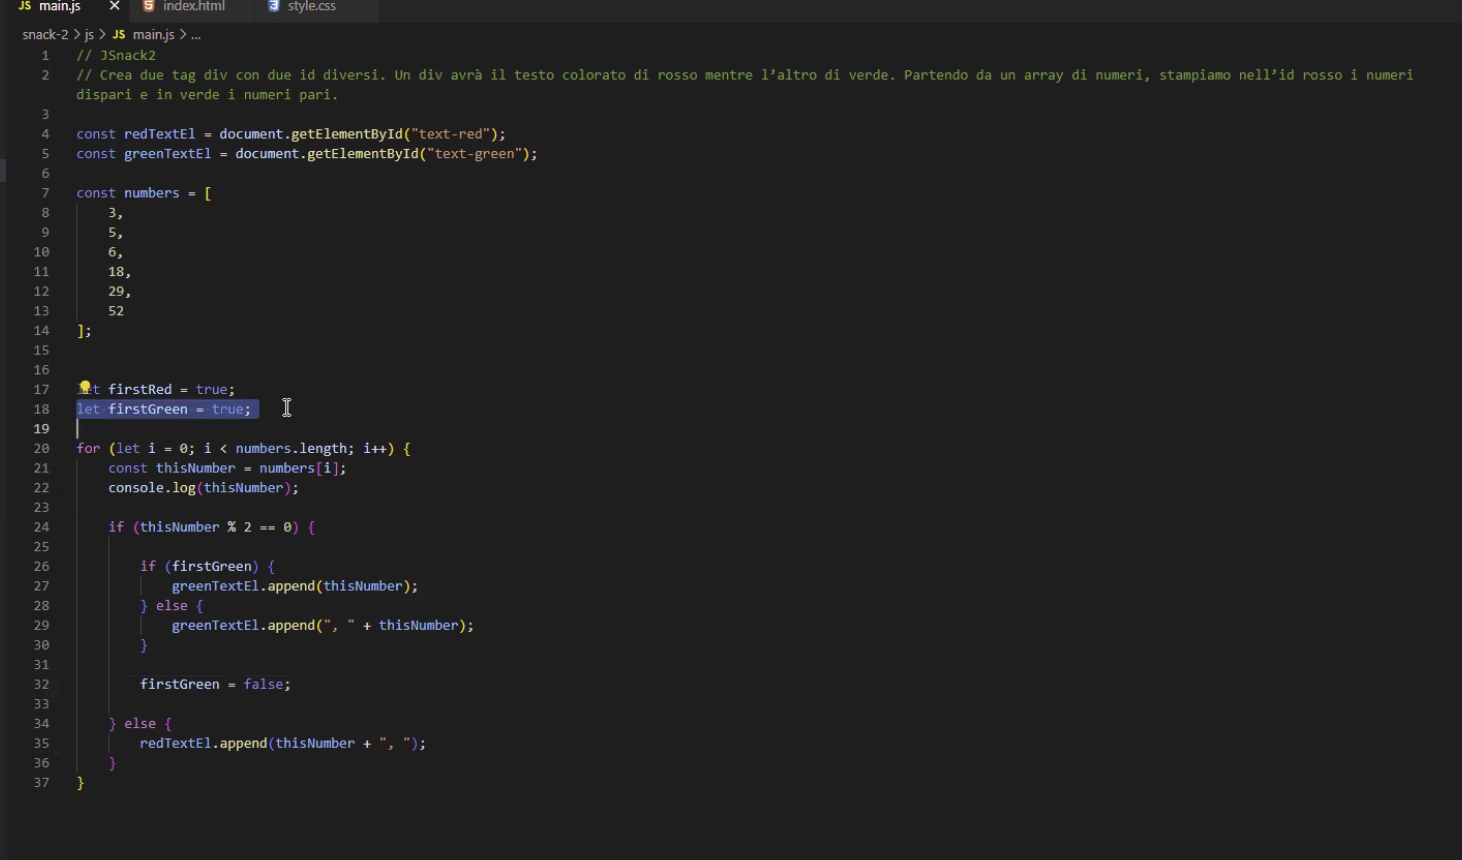 JS main.js × index.html style.css
snack-2 > js > JS main.js > ...
1 // JSnack2
2 // Crea due tag div con due id diversi. Un div avrà il testo colorato di rosso mentre l’altro di verde. Partendo da un array di numeri, stampiamo nell’id rosso i numeri
dispari e in verde i numeri pari.
3
4 const redTextEl = document.getElementById("text-red");
5 const greenTextEl = document.getElementById("text-green");
6
7 const numbers = [
8 3,
9 5,
10 6,
11 18,
12 29,
13 52
14 ];
15
16
17 let firstRed = true;
18 let firstGreen = true;
19
20 for (let i = 0; i < numbers.length; i++) {
21 const thisNumber = numbers[i];
22 console.log(thisNumber);
23
24 if (thisNumber % 2 == 0) {
25
26 if (firstGreen) {
27 greenTextEl.append(thisNumber);
28 } else {
29 greenTextEl.append(", " + thisNumber);
30 }
31
32 firstGreen = false;
33
34 } else {
35 redTextEl.append(thisNumber + ", ");
36 }
37 }